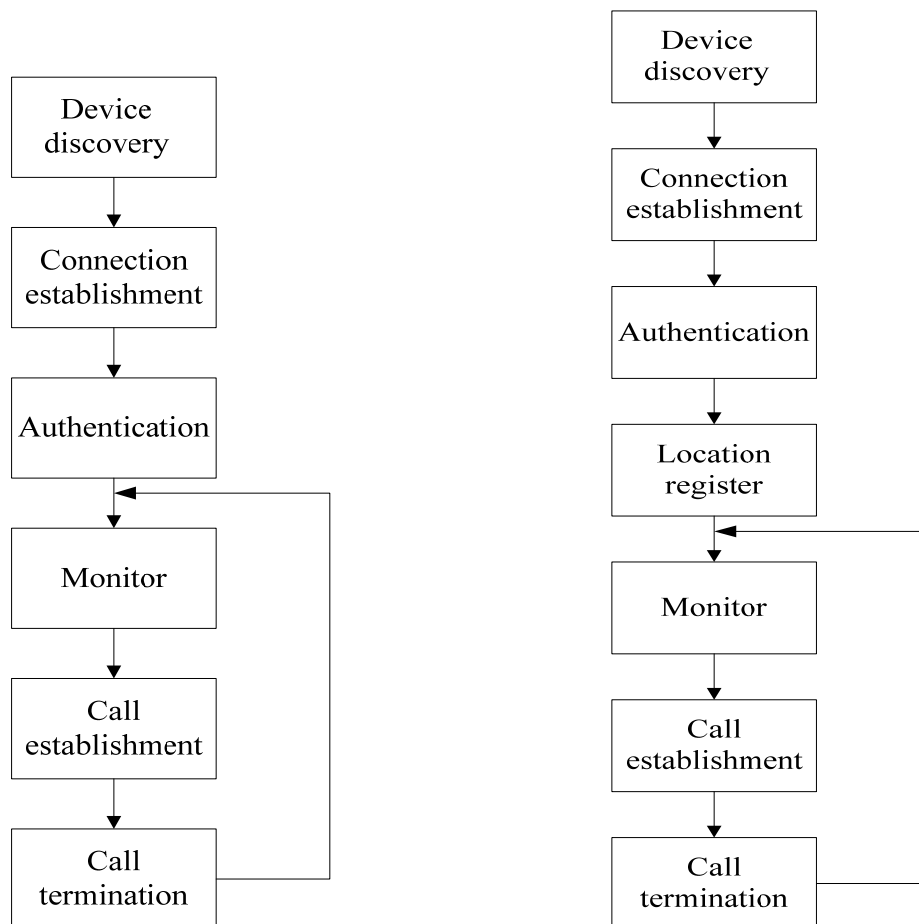 Device
discovery
Connection
establishment
Authentication
Monitor
Call
establishment
Call
termination
Device
discovery
Connection
establishment
Authentication
Location
register
Monitor
Call
establishment
Call
termination